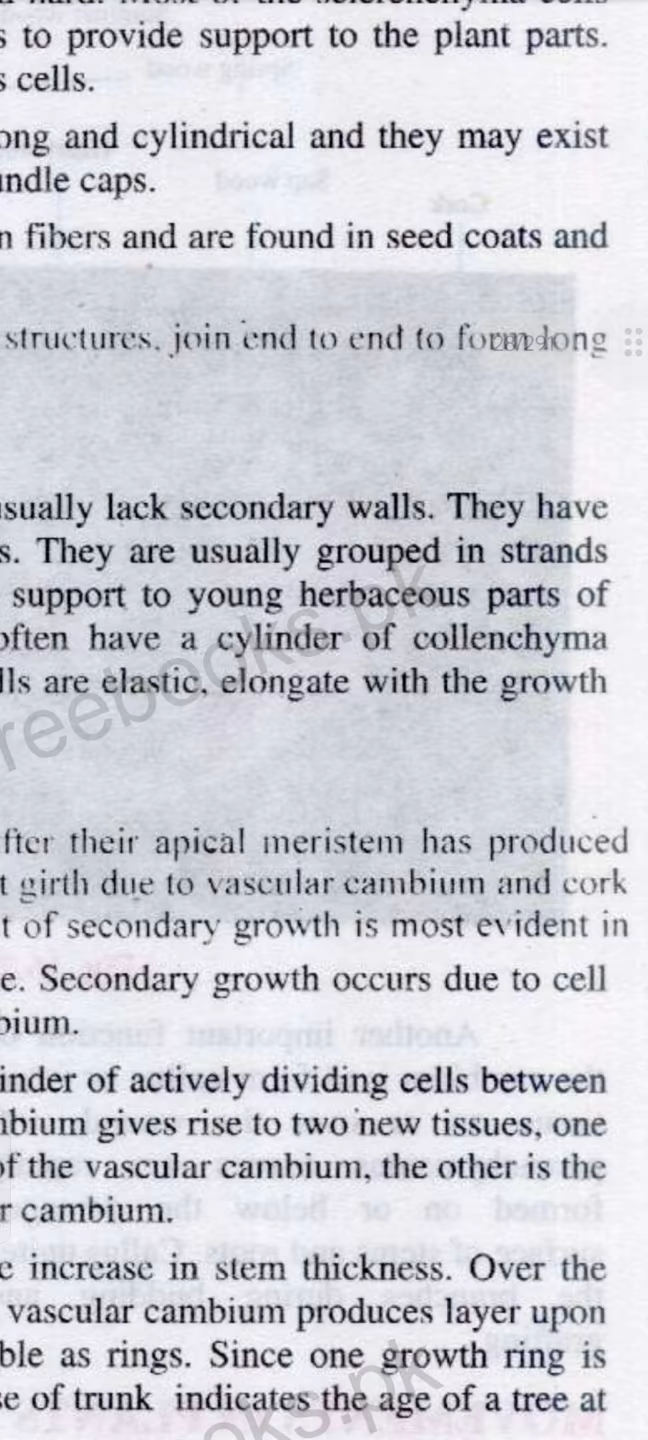 s to provide support to the plant parts.
s cells.
ong and cylindrical and they may exist
undle caps.
n fibers and are found in seed coats and
structures, join end to end to form long
usually lack secondary walls. They have
s. They are usually grouped in strands
support to young herbaceous parts of
often have a cylinder of collenchyma
lls are elastic, elongate with the growth
fter their apical meristem has produced
t girth due to vascular cambium and cork
t of secondary growth is most evident in
e. Secondary growth occurs due to cell
bium.
inder of actively dividing cells between
mbium gives rise to two new tissues, one
of the vascular cambium, the other is the
r cambium.
e increase in stem thickness. Over the
vascular cambium produces layer upon
ble as rings. Since one growth ring is
se of trunk indicates the age of a tree at
reebooks.pk
oks.pk